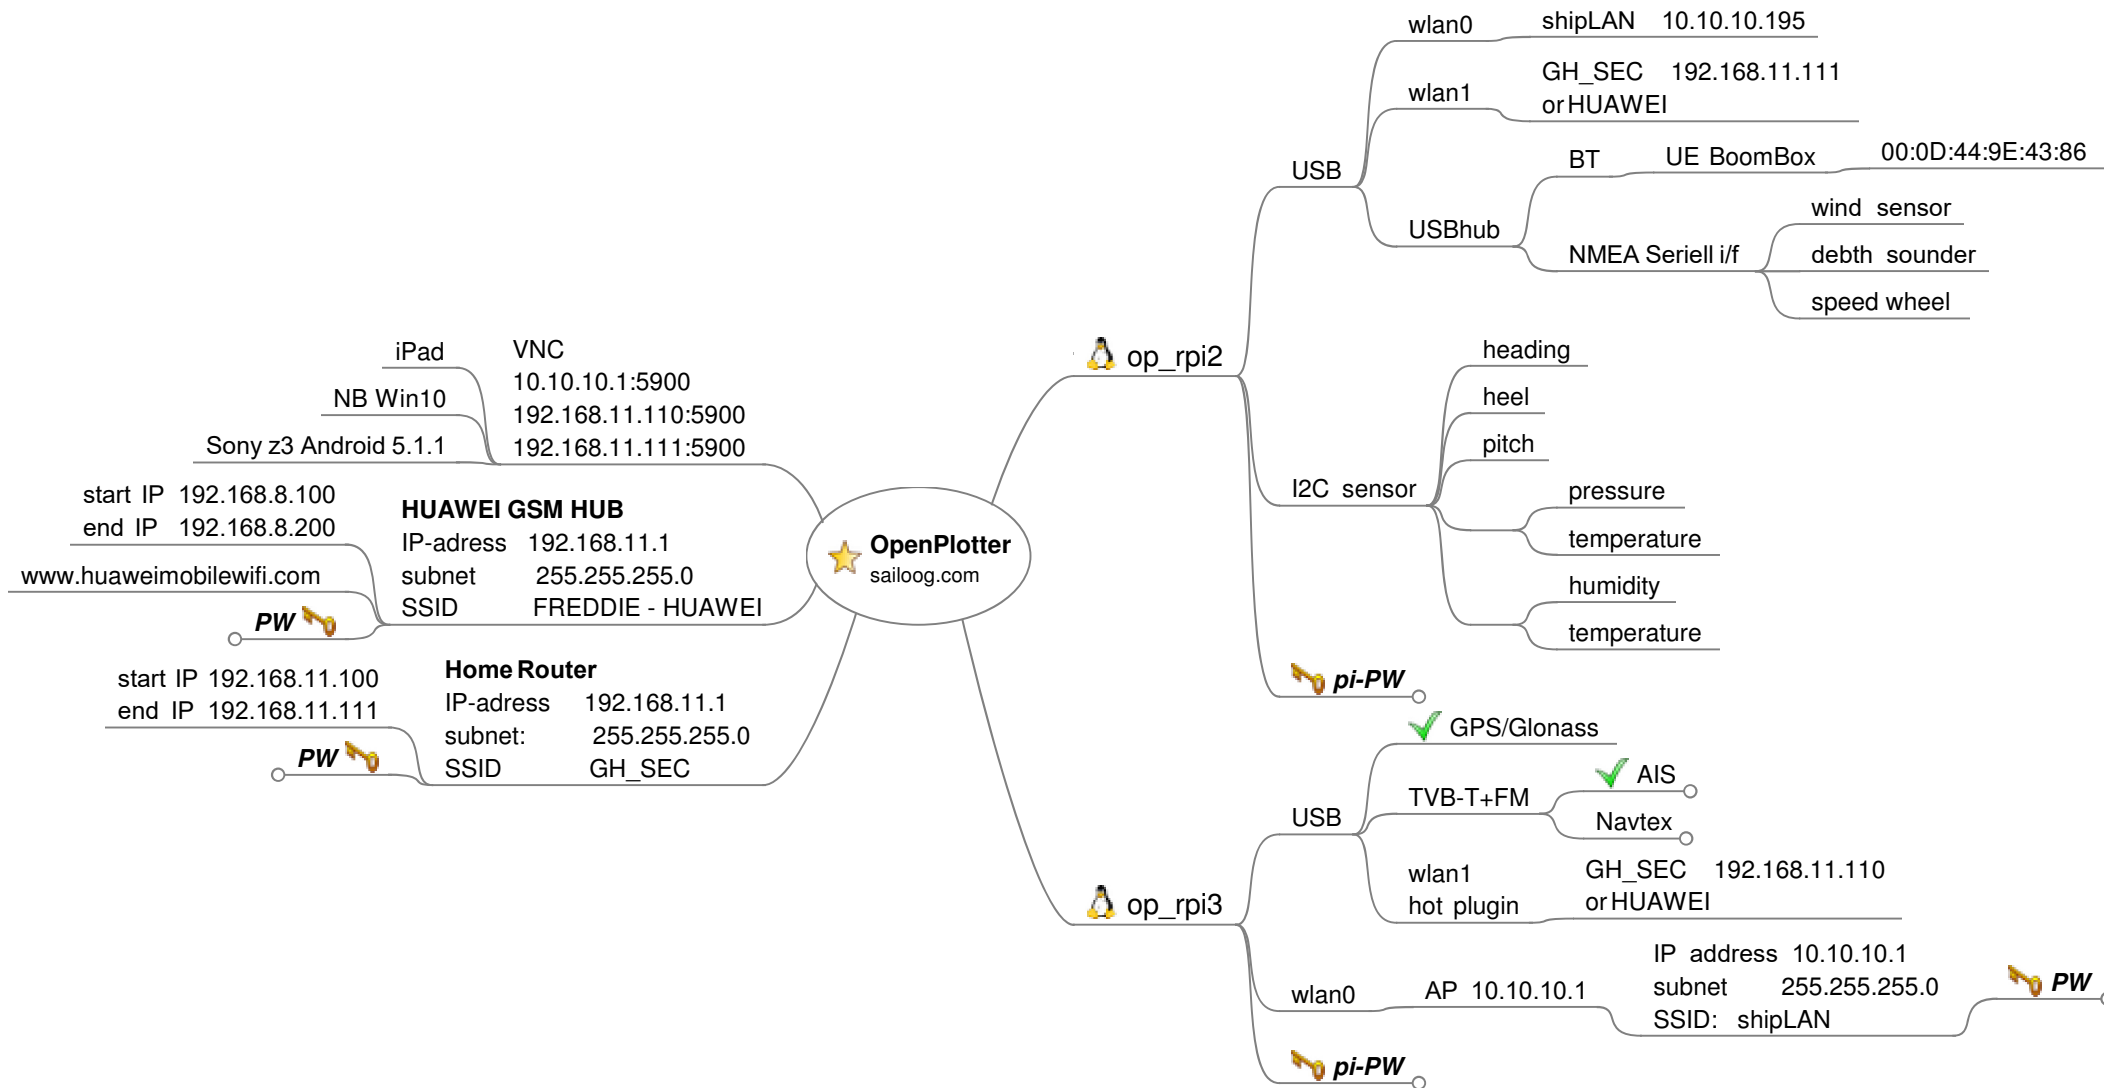 OpenPlotter
sailoog.com
iPad
NB Win10
Sony z3 Android 5.1.1
VNC
10.10.10.1:5900
192.168.11.110:5900
192.168.11.111:5900
start IP 192.168.8.100
end IP 192.168.8.200
www.huaweimobilewifi.com
PW
HUAWEI GSM HUB
IP-adress 192.168.11.1
subnet 255.255.255.0
SSID FREDDIE - HUAWEI
start IP 192.168.11.100
end IP 192.168.11.111
PW
Home Router
IP-adress 192.168.11.1
subnet: 255.255.255.0
SSID GH_SEC
op_rpi2
USB
wlan0
shipLAN 10.10.10.195
wlan1
GH_SEC 192.168.11.111
or HUAWEI
USBhub
BT
UE BoomBox
00:0D:44:9E:43:86
NMEA Seriell i/f
wind sensor
debth sounder
speed wheel
I2C sensor
heading
heel
pitch
pressure
temperature
humidity
temperature
pi-PW
op_rpi3
USB
GPS/Glonass
TVB-T+FM
AIS
Navtex
wlan1
hot plugin
GH_SEC 192.168.11.110
or HUAWEI
wlan0
AP 10.10.10.1
IP address 10.10.10.1
subnet 255.255.255.0
SSID: shipLAN
PW
pi-PW